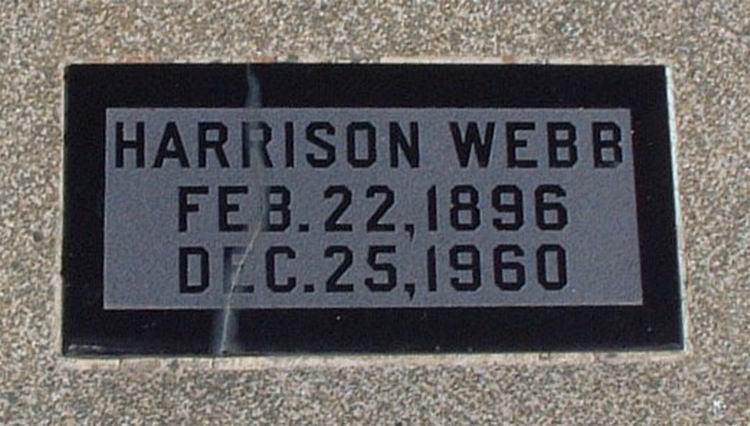 HARRISON WEBB
FEB. 22, 1896
DEC. 25, 1960